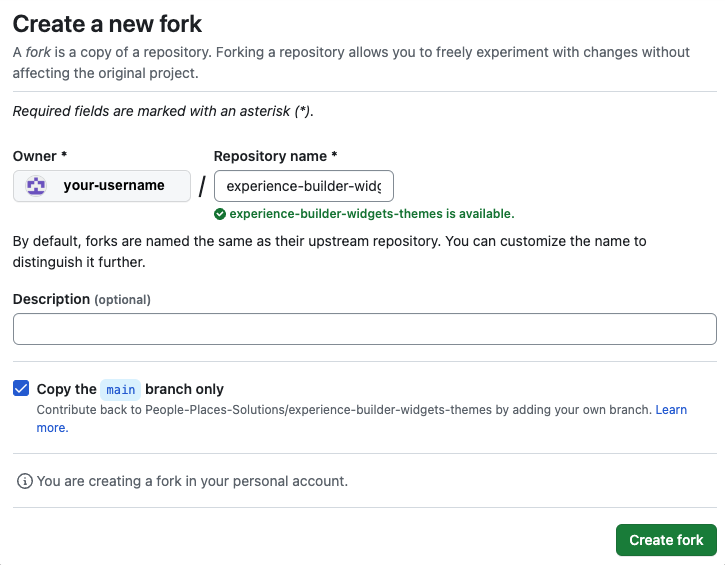 Create a new fork
A fork is a copy of a repository. Forking a repository allows you to freely experiment with changes without
affecting the original project.
Required fields are marked with an asterisk (*).
Owner * Repository name *
your-username / experience-builder-widg
experience-builder-widgets-themes is available.
By default, forks are named the same as their upstream repository. You can customize the name to
distinguish it further.
Description (optional)
Copy the main branch only
Contribute back to People-Places-Solutions/experience-builder-widgets-themes by adding your own branch. Learn
more.
You are creating a fork in your personal account.
Create fork